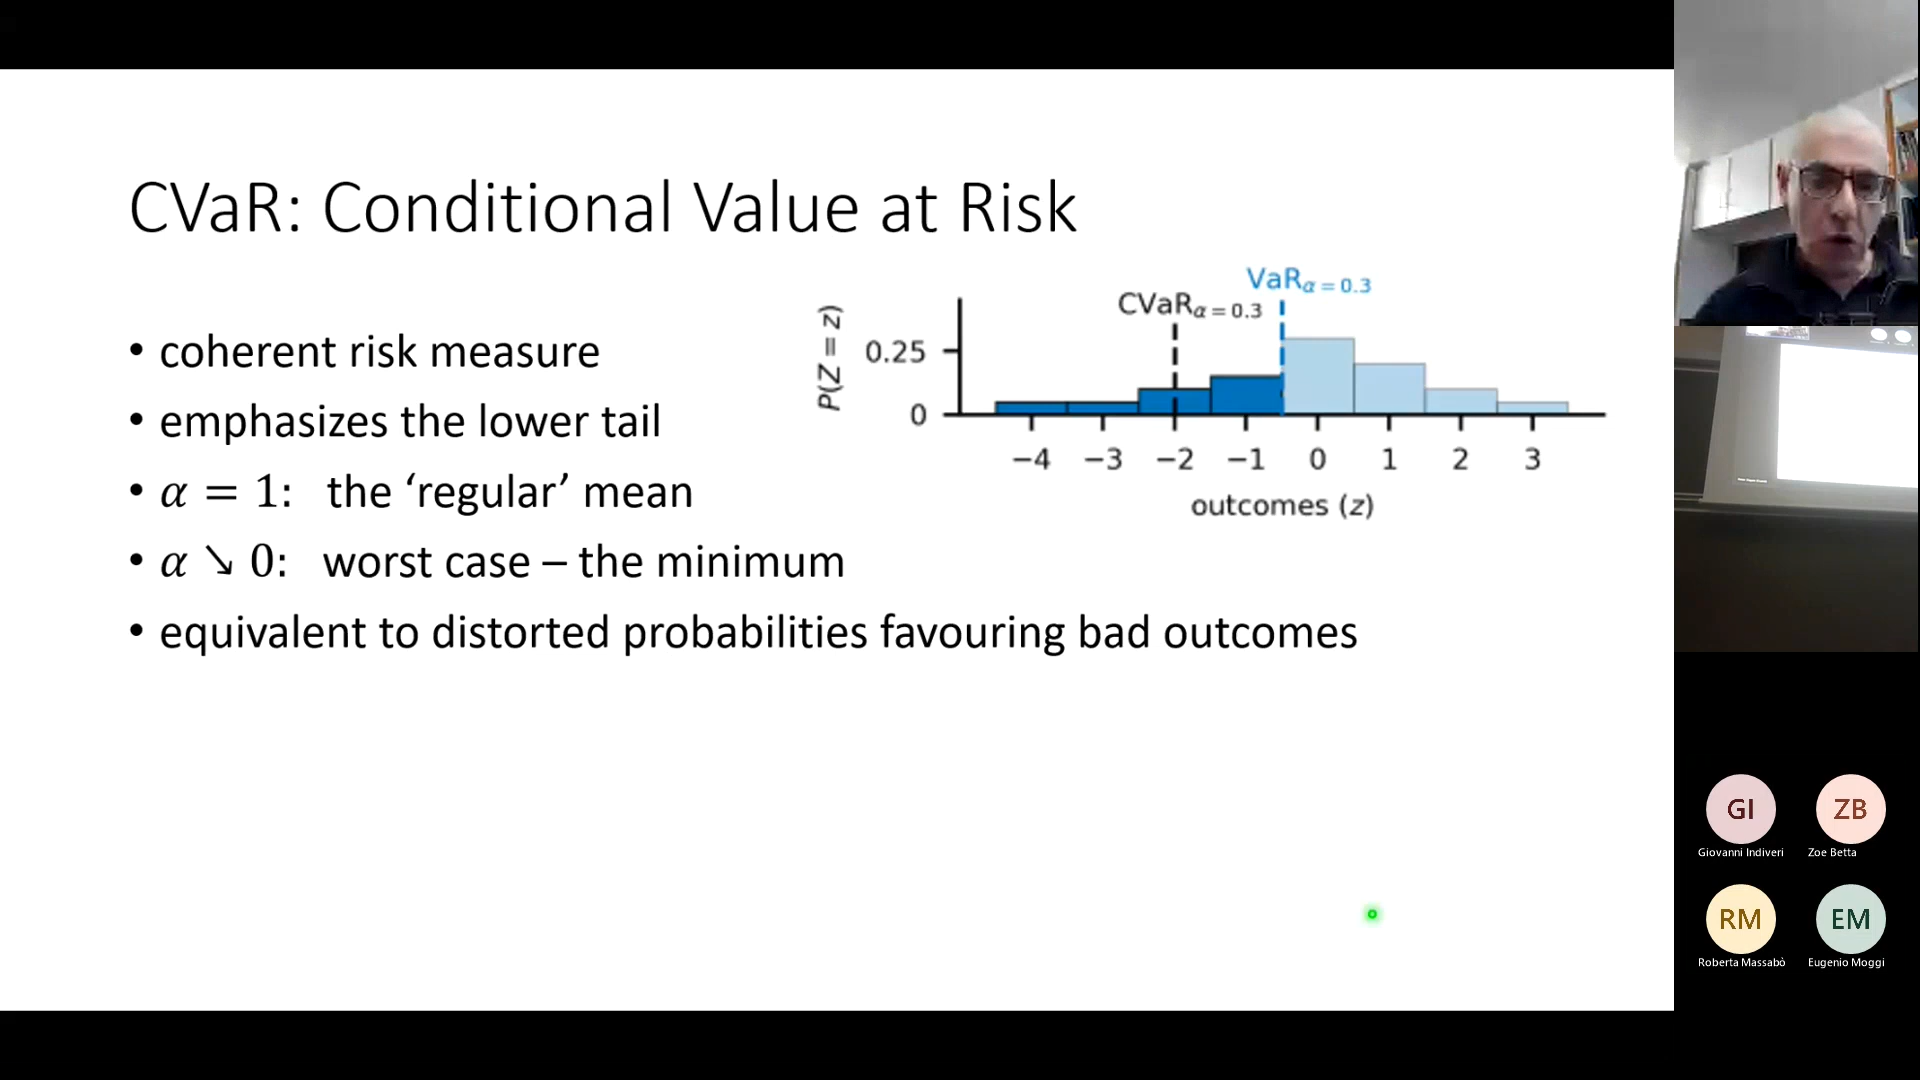 CVaR: Conditional Value at Risk
• coherent risk measure
• emphasizes the lower tail
• α = 1: the ‘regular’ mean
• α ↘ 0: worst case – the minimum
• equivalent to distorted probabilities favouring bad outcomes
VaRα = 0.3
CVaRα = 0.3
P(Z = z)
0.25
0
−4 −3 −2 −1 0 1 2 3
outcomes (z)
GI
Giovanni Indiveri
ZB
Zoe Betta
RM
Roberta Massabò
EM
Eugenio Moggi